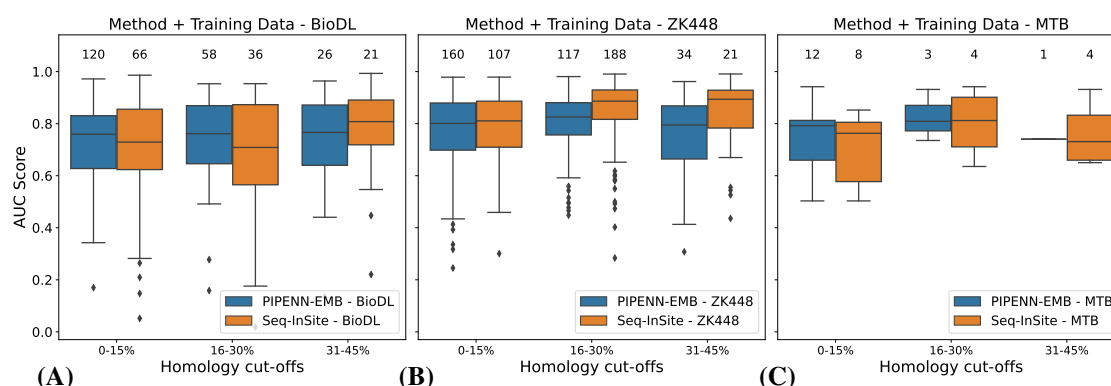 Method + Training Data - BioDL
Method + Training Data - ZK448
Method + Training Data - MTB
120 66 58 36 26 21
160 107 117 188 34 21
12 8 3 4 1 4
AUC Score
1.0
0.8
0.6
0.4
0.2
0.0
PIPENN-EMB - BioDL
Seq-InSite - BioDL
PIPENN-EMB - ZK448
Seq-InSite - ZK448
PIPENN-EMB - MTB
Seq-InSite - MTB
0-15% 16-30% 31-45%
0-15% 16-30% 31-45%
0-15% 16-30% 31-45%
(A) Homology cut-offs
(B) Homology cut-offs
(C) Homology cut-offs